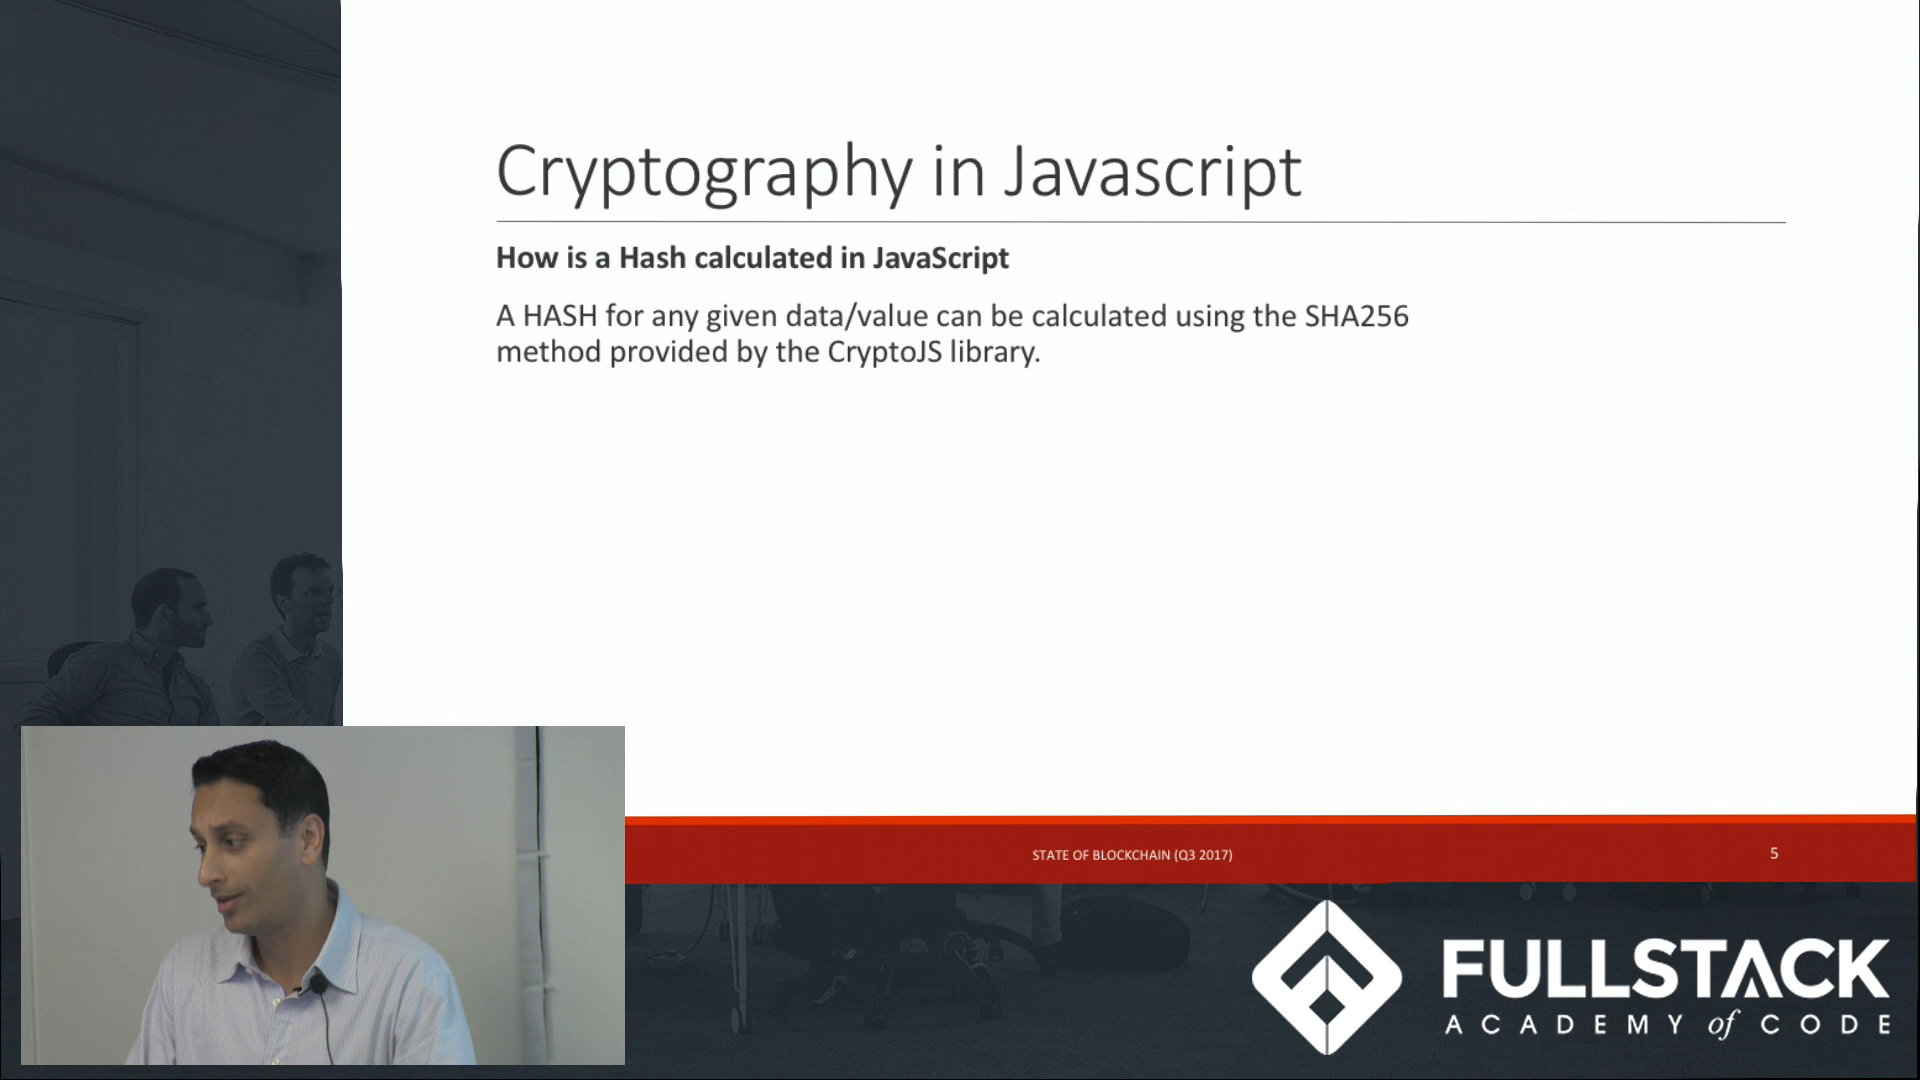 Cryptography in Javascript
How is a Hash calculated in JavaScript
A HASH for any given data/value can be calculated using the SHA256
method provided by the CryptoJS library.
STATE OF BLOCKCHAIN (Q3 2017)
5
FULLSTACK
ACADEMY of CODE